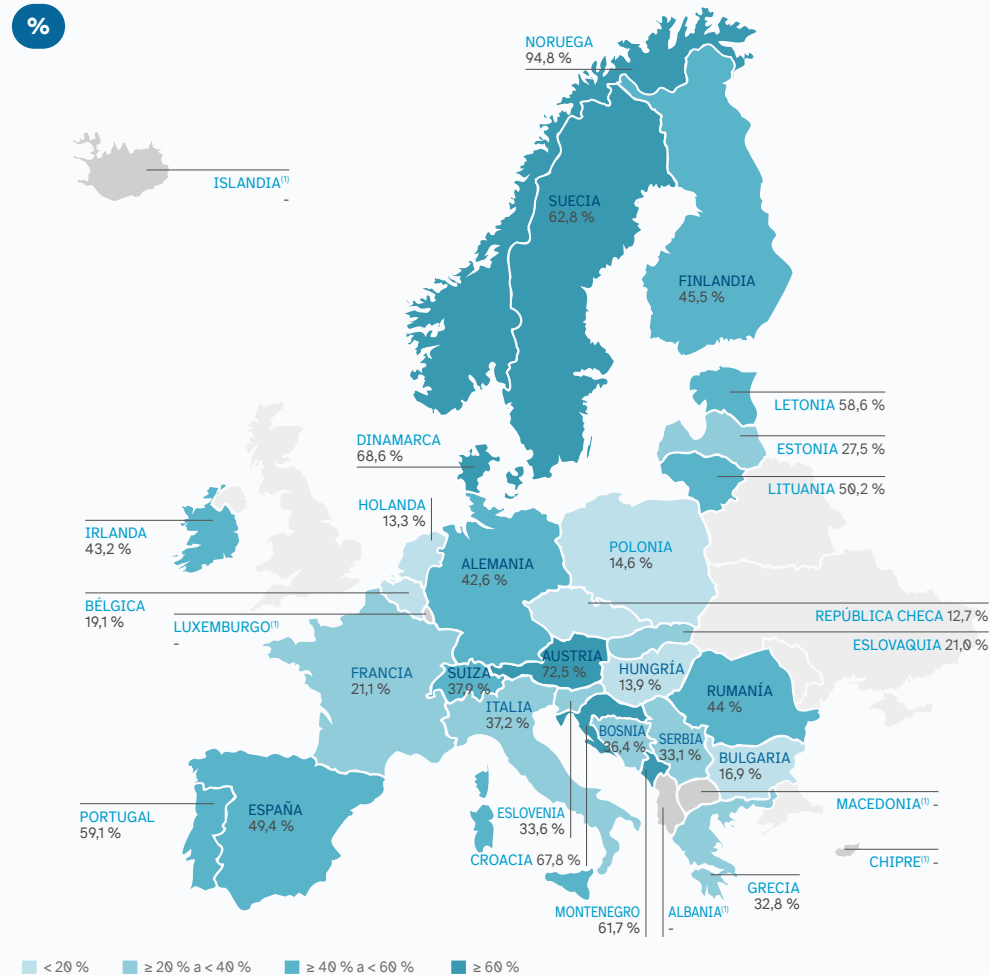 %
NORUEGA
94,8 %
ISLANDIA(1)
-
SUECIA
62,8 %
FINLANDIA
45,5 %
LETONIA 58,6 %
DINAMARCA
68,6 %
ESTONIA 27,5 %
LITUANIA 50,2 %
HOLANDA
13,3 %
IRLANDA
43,2 %
POLONIA
14,6 %
ALEMANIA
42,6 %
BÉLGICA
19,1 %
REPÚBLICA CHECA 12,7 %
LUXEMBURGO(1)
-
ESLOVAQUIA 21,0 %
AUSTRIA
72,5 %
FRANCIA
21,1 %
SUIZA
37,9 %
HUNGRÍA
13,9 %
RUMANÍA
44 %
ITALIA
37,2 %
BOSNIA
36,4 %
SERBIA
33,1 %
BULGARIA
16,9 %
MACEDONIA(1) -
PORTUGAL
59,1 %
ESPAÑA
49,4 %
ESLOVENIA
33,6 %
CROACIA 67,8 %
CHIPRE(1) -
GRECIA
32,8 %
MONTENEGRO
61,7 %
ALBANIA(1)
-
< 20 %
≥ 20 % a < 40 %
≥ 40 % a < 60 %
≥ 60 %